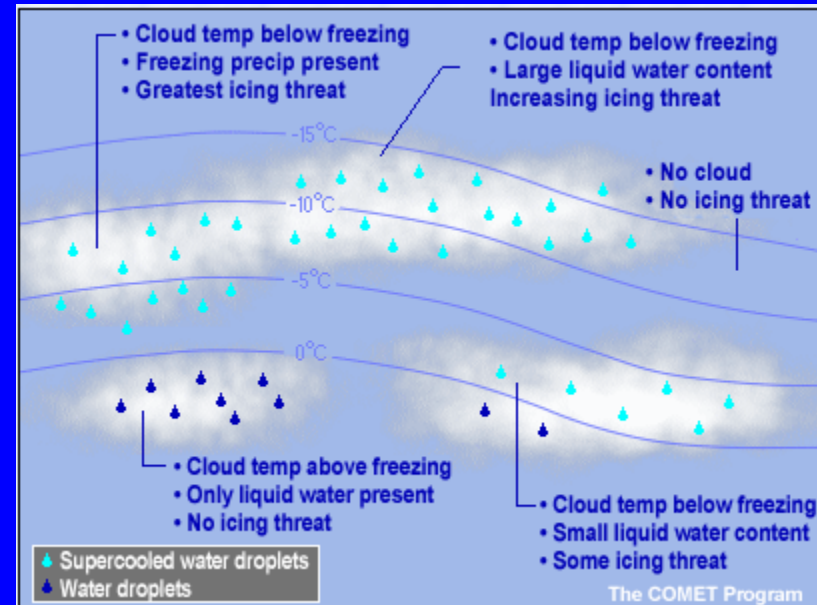 • Cloud temp below freezing
• Freezing precip present
• Greatest icing threat
• Cloud temp below freezing
• Large liquid water content
Increasing icing threat
-15°C
• No cloud
• No icing threat
-10°C
-5°C
0°C
• Cloud temp above freezing
• Only liquid water present
• No icing threat
• Cloud temp below freezing
• Small liquid water content
• Some icing threat
Supercooled water droplets
Water droplets
The COMET Program